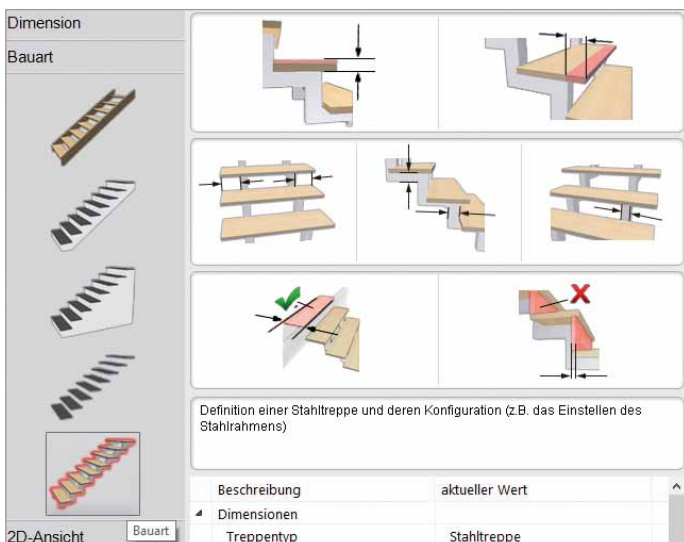 Dimension
Bauart
Definition einer Stahltreppe und deren Konfiguration (z.B. das Einstellen des
Stahlrahmens)
Beschreibung aktueller Wert
Dimensionen
Treppentyp Stahltreppe
2D-Ansicht
Bauart